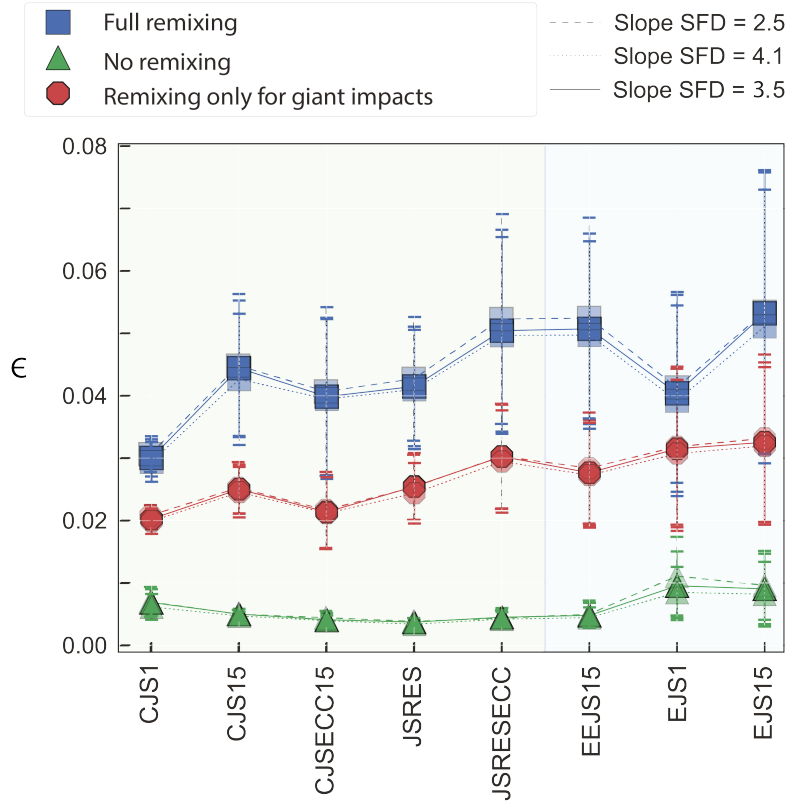 Full remixing
No remixing
Remixing only for giant impacts
Slope SFD = 2.5
Slope SFD = 4.1
Slope SFD = 3.5
0.08
0.06
ϵ
0.04
0.02
0.00
CJS1
CJS15
CJSECC15
JSRES
JSRESECC
EEJS15
EJS1
EJS15